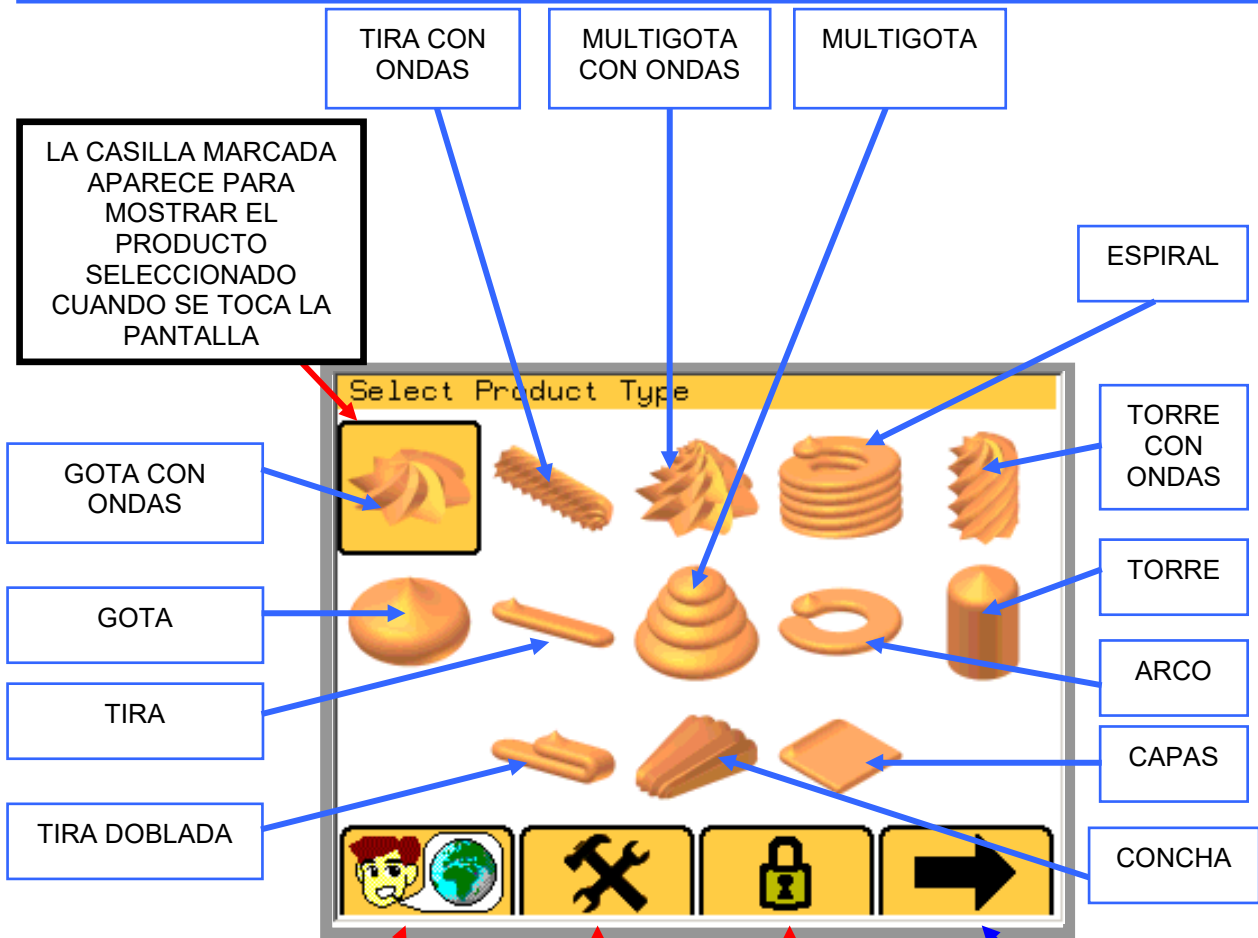 TIRA CON
ONDAS
MULTIGOTA
CON ONDAS
MULTIGOTA
LA CASILLA MARCADA
APARECE PARA
MOSTRAR EL
PRODUCTO
SELECCIONADO
CUANDO SE TOCA LA
PANTALLA
ESPIRAL
Select Product Type
TORRE
CON
ONDAS
GOTA CON
ONDAS
TORRE
GOTA
ARCO
TIRA
CAPAS
TIRA DOBLADA
CONCHA